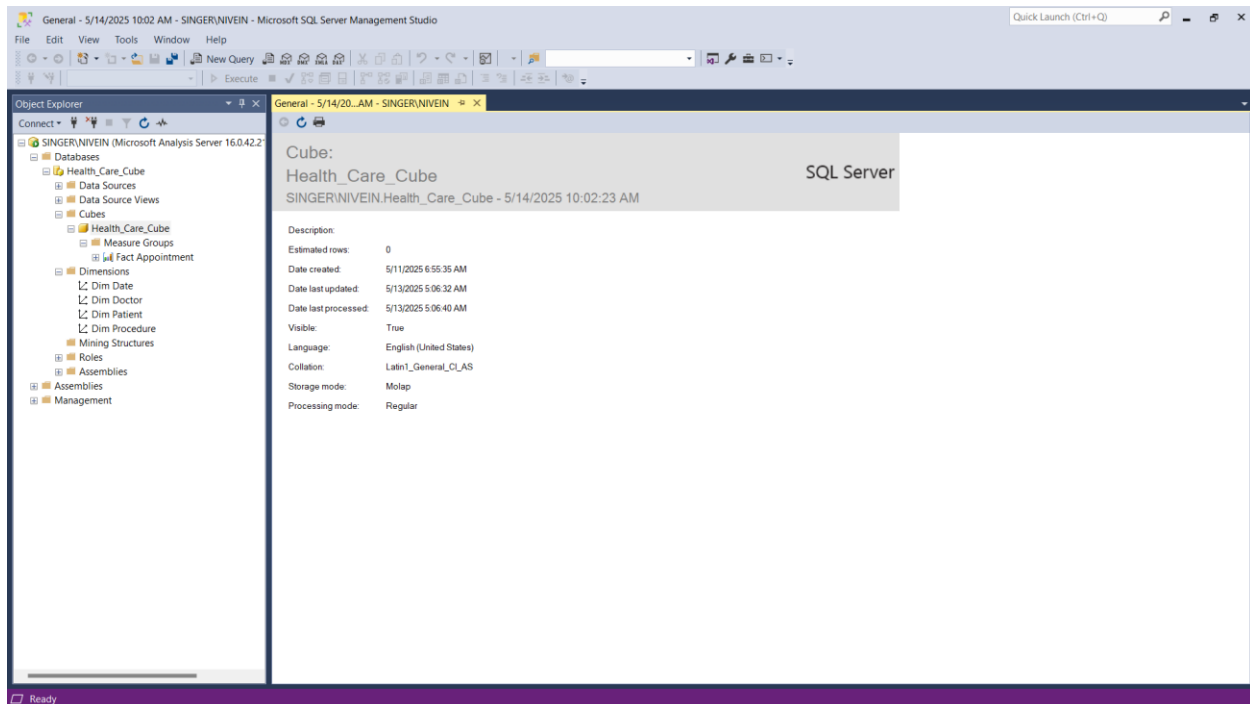 General - 5/14/2025 10:02 AM - SINGER\NIVEIN - Microsoft SQL Server Management Studio
Quick Launch (Ctrl+Q)
File Edit View Tools Window Help
New Query MDX DMX XMLA DAX
Execute
Object Explorer
General - 5/14/20...AM - SINGER\NIVEIN
Connect
SINGER\NIVEIN (Microsoft Analysis Server 16.0.42.2
Databases
Health_Care_Cube
Data Sources
Data Source Views
Cubes
Health_Care_Cube
Measure Groups
Fact Appointment
Dimensions
Dim Date
Dim Doctor
Dim Patient
Dim Procedure
Mining Structures
Roles
Assemblies
Assemblies
Management
Cube:
Health_Care_Cube
SQL Server
SINGER\NIVEIN.Health_Care_Cube - 5/14/2025 10:02:23 AM
Description:
Estimated rows: 0
Date created: 5/11/2025 6:55:35 AM
Date last updated: 5/13/2025 5:06:32 AM
Date last processed: 5/13/2025 5:06:40 AM
Visible: True
Language: English (United States)
Collation: Latin1_General_CI_AS
Storage mode: Molap
Processing mode: Regular
Ready